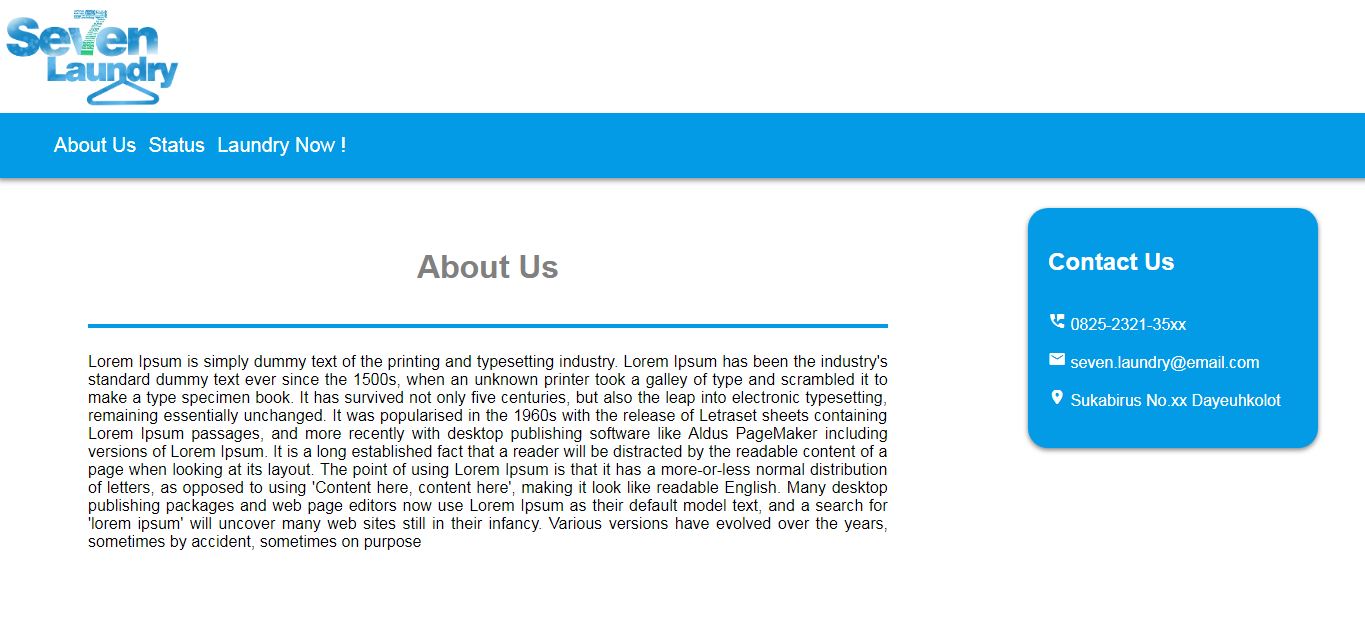 Se7en
Laundry
About Us Status Laundry Now !
About Us
Lorem Ipsum is simply dummy text of the printing and typesetting industry. Lorem Ipsum has been the industry's
standard dummy text ever since the 1500s, when an unknown printer took a galley of type and scrambled it to
make a type specimen book. It has survived not only five centuries, but also the leap into electronic typesetting,
remaining essentially unchanged. It was popularised in the 1960s with the release of Letraset sheets containing
Lorem Ipsum passages, and more recently with desktop publishing software like Aldus PageMaker including
versions of Lorem Ipsum. It is a long established fact that a reader will be distracted by the readable content of a
page when looking at its layout. The point of using Lorem Ipsum is that it has a more-or-less normal distribution
of letters, as opposed to using 'Content here, content here', making it look like readable English. Many desktop
publishing packages and web page editors now use Lorem Ipsum as their default model text, and a search for
'lorem ipsum' will uncover many web sites still in their infancy. Various versions have evolved over the years,
sometimes by accident, sometimes on purpose
Contact Us
0825-2321-35xx
seven.laundry@email.com
Sukabirus No.xx Dayeuhkolot